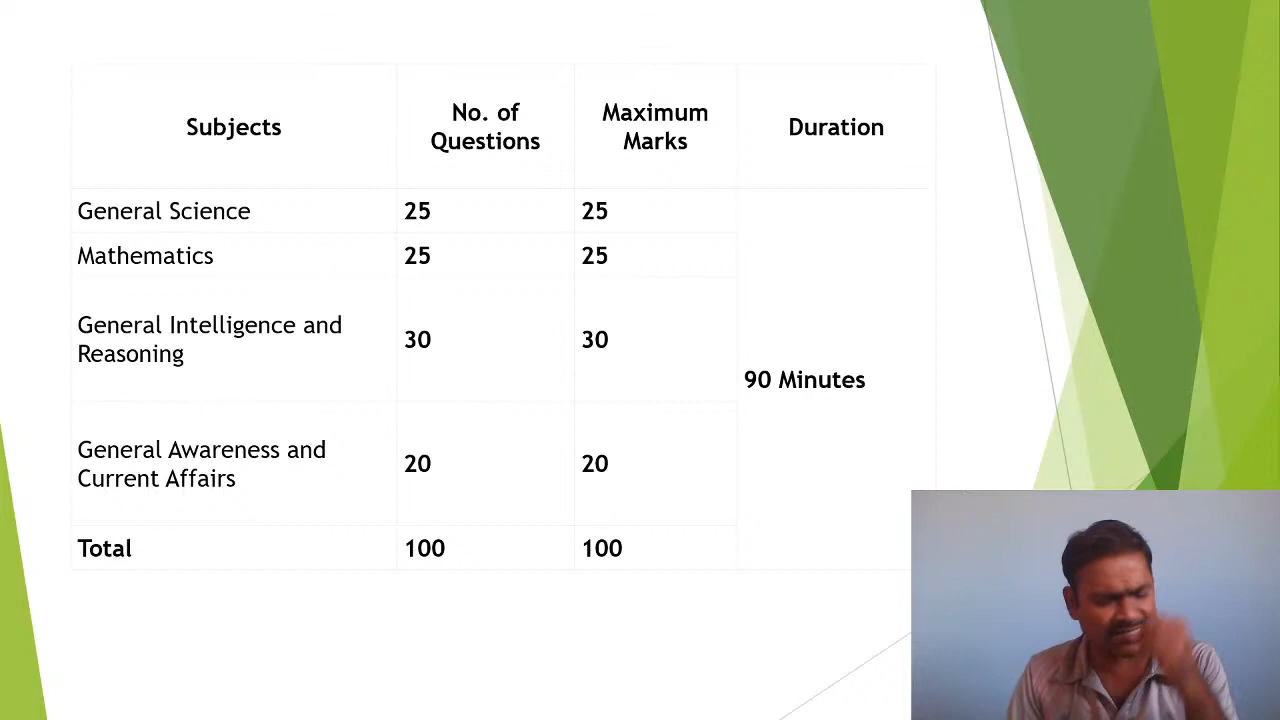 Subjects
No. of
Questions
Maximum
Marks
Duration
General Science
25
25
Mathematics
25
25
General Intelligence and
Reasoning
30
30
90 Minutes
General Awareness and
Current Affairs
20
20
Total
100
100